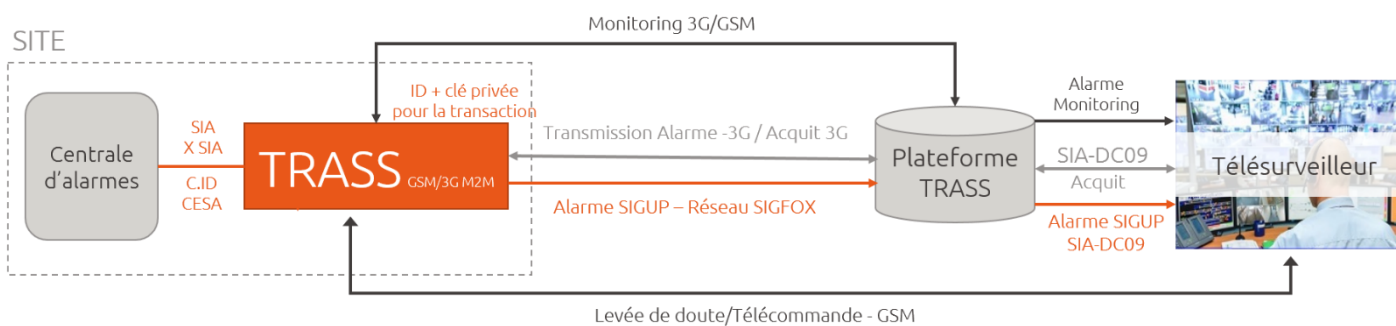 Monitoring 3G/GSM
SITE
ID + clé privée
pour la transaction
Centrale
d'alarmes
SIA
X SIA
C.ID
CESA
TRASS GSM/3G M2M
Transmission Alarme -3G / Acquit 3G
Alarme SIGUP – Réseau SIGFOX
Plateforme
TRASS
Alarme
Monitoring
SIA-DC09
Acquit
Alarme SIGUP
SIA-DC09
Télésurveilleur
Levée de doute/Télécommande - GSM